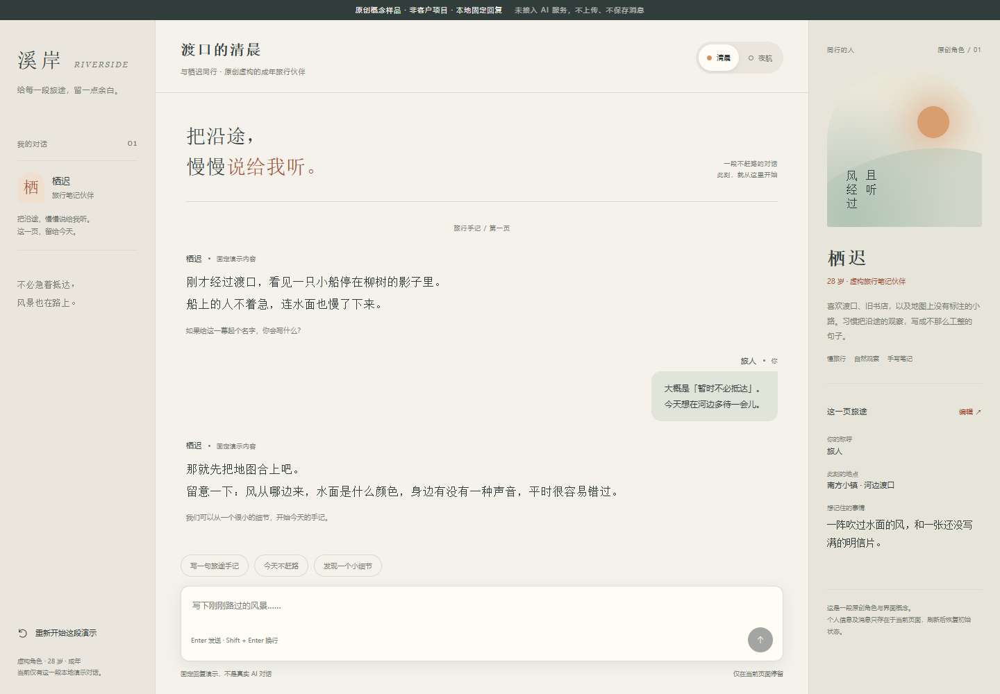 原创概念样品 · 非客户项目 · 本地固定回复 未接入 AI 服务，不上传、不保存消息
溪岸 RIVERSIDE
给每一段旅途，留一点余白。
我的对话 01
栖
栖迟
旅行笔记伙伴
把沿途，慢慢说给我听。
这一页，留给今天。
不必急着抵达，
风景也在路上。
重新开始这段演示
虚构角色 · 28 岁 · 成年
当前仅有这一段本地演示对话。
渡口的清晨
与栖迟同行 · 原创虚构的成年旅行伙伴
清晨 夜航
把沿途，
慢慢说给我听。
一段不赶路的对话
此刻，就从这里开始
旅行手记 / 第一页
栖迟 • 固定演示内容
刚才经过渡口，看见一只小船停在柳树的影子里。
船上的人不着急，连水面也慢了下来。
如果给这一幕起个名字，你会写什么？
旅人 • 你
大概是「暂时不必抵达」。
今天想在河边多待一会儿。
栖迟 • 固定演示内容
那就先把地图合上吧。
留意一下：风从哪边来，水面是什么颜色，身边有没有一种声音，平时很容易错过。
我们可以从一个很小的细节，开始今天的手记。
写一句旅途手记 今天不赶路 发现一个小细节
写下刚刚路过的风景……
Enter 发送 · Shift + Enter 换行
固定回复演示，不是真实 AI 对话 仅在当前页面停留
同行的人 原创角色 / 01
且听
风经过
栖迟
28 岁 · 虚构旅行笔记伙伴
喜欢渡口、旧书店，以及地图上没有标注的小
路。习惯把沿途的观察，写成不那么工整的
句子。
慢旅行 自然观察 手写笔记
这一页旅途 编辑 ↗
你的称呼
旅人
此刻的地点
南方小镇 · 河边渡口
想记住的事情
一阵吹过水面的风，和一张还没写
满的明信片。
这是一段原创角色与界面概念。
个人信息及消息只存在于当前页面，刷新后恢复初始
状态。